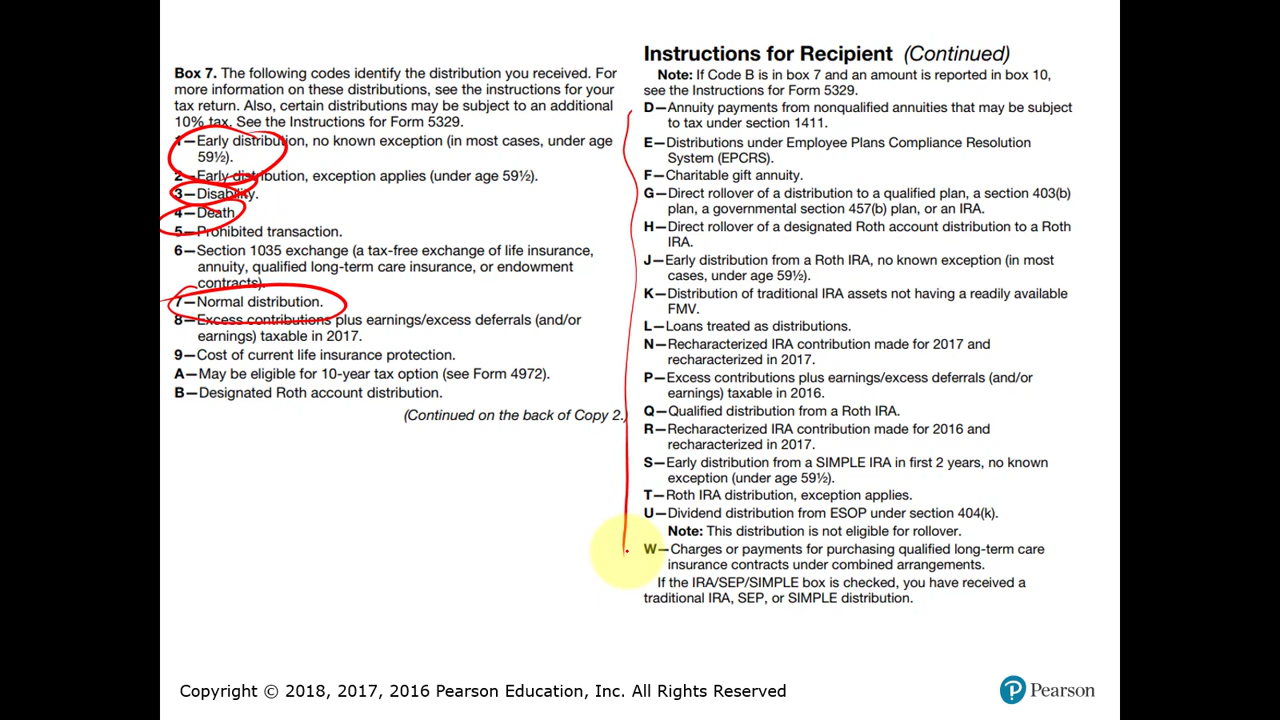 Box 7. The following codes identify the distribution you received. For
more information on these distributions, see the instructions for your
tax return. Also, certain distributions may be subject to an additional
10% tax. See the Instructions for Form 5329.
1—Early distribution, no known exception (in most cases, under age
59½).
2—Early distribution, exception applies (under age 59½).
3—Disability.
4—Death.
5—Prohibited transaction.
6—Section 1035 exchange (a tax-free exchange of life insurance,
annuity, qualified long-term care insurance, or endowment
contracts).
7—Normal distribution.
8—Excess contributions plus earnings/excess deferrals (and/or
earnings) taxable in 2017.
9—Cost of current life insurance protection.
A—May be eligible for 10-year tax option (see Form 4972).
B—Designated Roth account distribution.
(Continued on the back of Copy 2.)
Instructions for Recipient (Continued)
Note: If Code B is in box 7 and an amount is reported in box 10,
see the Instructions for Form 5329.
D—Annuity payments from nonqualified annuities that may be subject
to tax under section 1411.
E—Distributions under Employee Plans Compliance Resolution
System (EPCRS).
F—Charitable gift annuity.
G—Direct rollover of a distribution to a qualified plan, a section 403(b)
plan, a governmental section 457(b) plan, or an IRA.
H—Direct rollover of a designated Roth account distribution to a Roth
IRA.
J—Early distribution from a Roth IRA, no known exception (in most
cases, under age 59½).
K—Distribution of traditional IRA assets not having a readily available
FMV.
L—Loans treated as distributions.
N—Recharacterized IRA contribution made for 2017 and
recharacterized in 2017.
P—Excess contributions plus earnings/excess deferrals (and/or
earnings) taxable in 2016.
Q—Qualified distribution from a Roth IRA.
R—Recharacterized IRA contribution made for 2016 and
recharacterized in 2017.
S—Early distribution from a SIMPLE IRA in first 2 years, no known
exception (under age 59½).
T—Roth IRA distribution, exception applies.
U—Dividend distribution from ESOP under section 404(k).
Note: This distribution is not eligible for rollover.
W—Charges or payments for purchasing qualified long-term care
insurance contracts under combined arrangements.
If the IRA/SEP/SIMPLE box is checked, you have received a
traditional IRA, SEP, or SIMPLE distribution.
Copyright © 2018, 2017, 2016 Pearson Education, Inc. All Rights Reserved
P Pearson